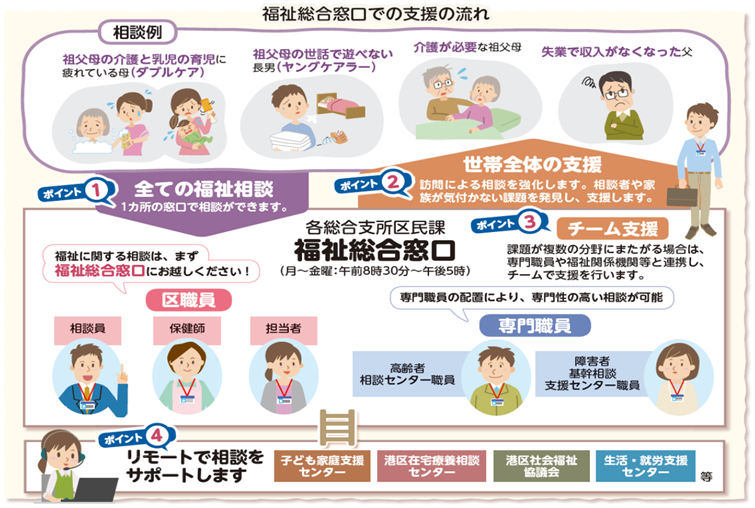 福祉総合窓口での支援の流れ
相談例
祖父母の介護と乳児の育児に
疲れている母(ダブルケア)
祖父母の世話で遊べない
長男(ヤングケアラー)
介護が必要な祖父母
失業で収入がなくなった父
ポイント1
全ての福祉相談
1カ所の窓口で相談ができます。
ポイント2
世帯全体の支援
訪問による相談を強化します。相談者や家
族が気付かない課題を発見し、支援します。
各総合支所区民課
福祉総合窓口
(月~金曜:午前8時30分~午後5時)
ポイント3
チーム支援
課題が複数の分野にまたがる場合は、
専門職員や福祉関係機関等と連携し、
チームで支援を行います。
福祉に関する相談は、まず
福祉総合窓口にお越しください!
区職員
相談員
保健師
担当者
専門職員の配置により、専門性の高い相談が可能
専門職員
高齢者
相談センター職員
障害者
基幹相談
支援センター職員
ポイント4
リモートで相談を
サポートします
子ども家庭支援
センター
港区在宅療養相談
センター
港区社会福祉
協議会
生活・就労支援
センター
等